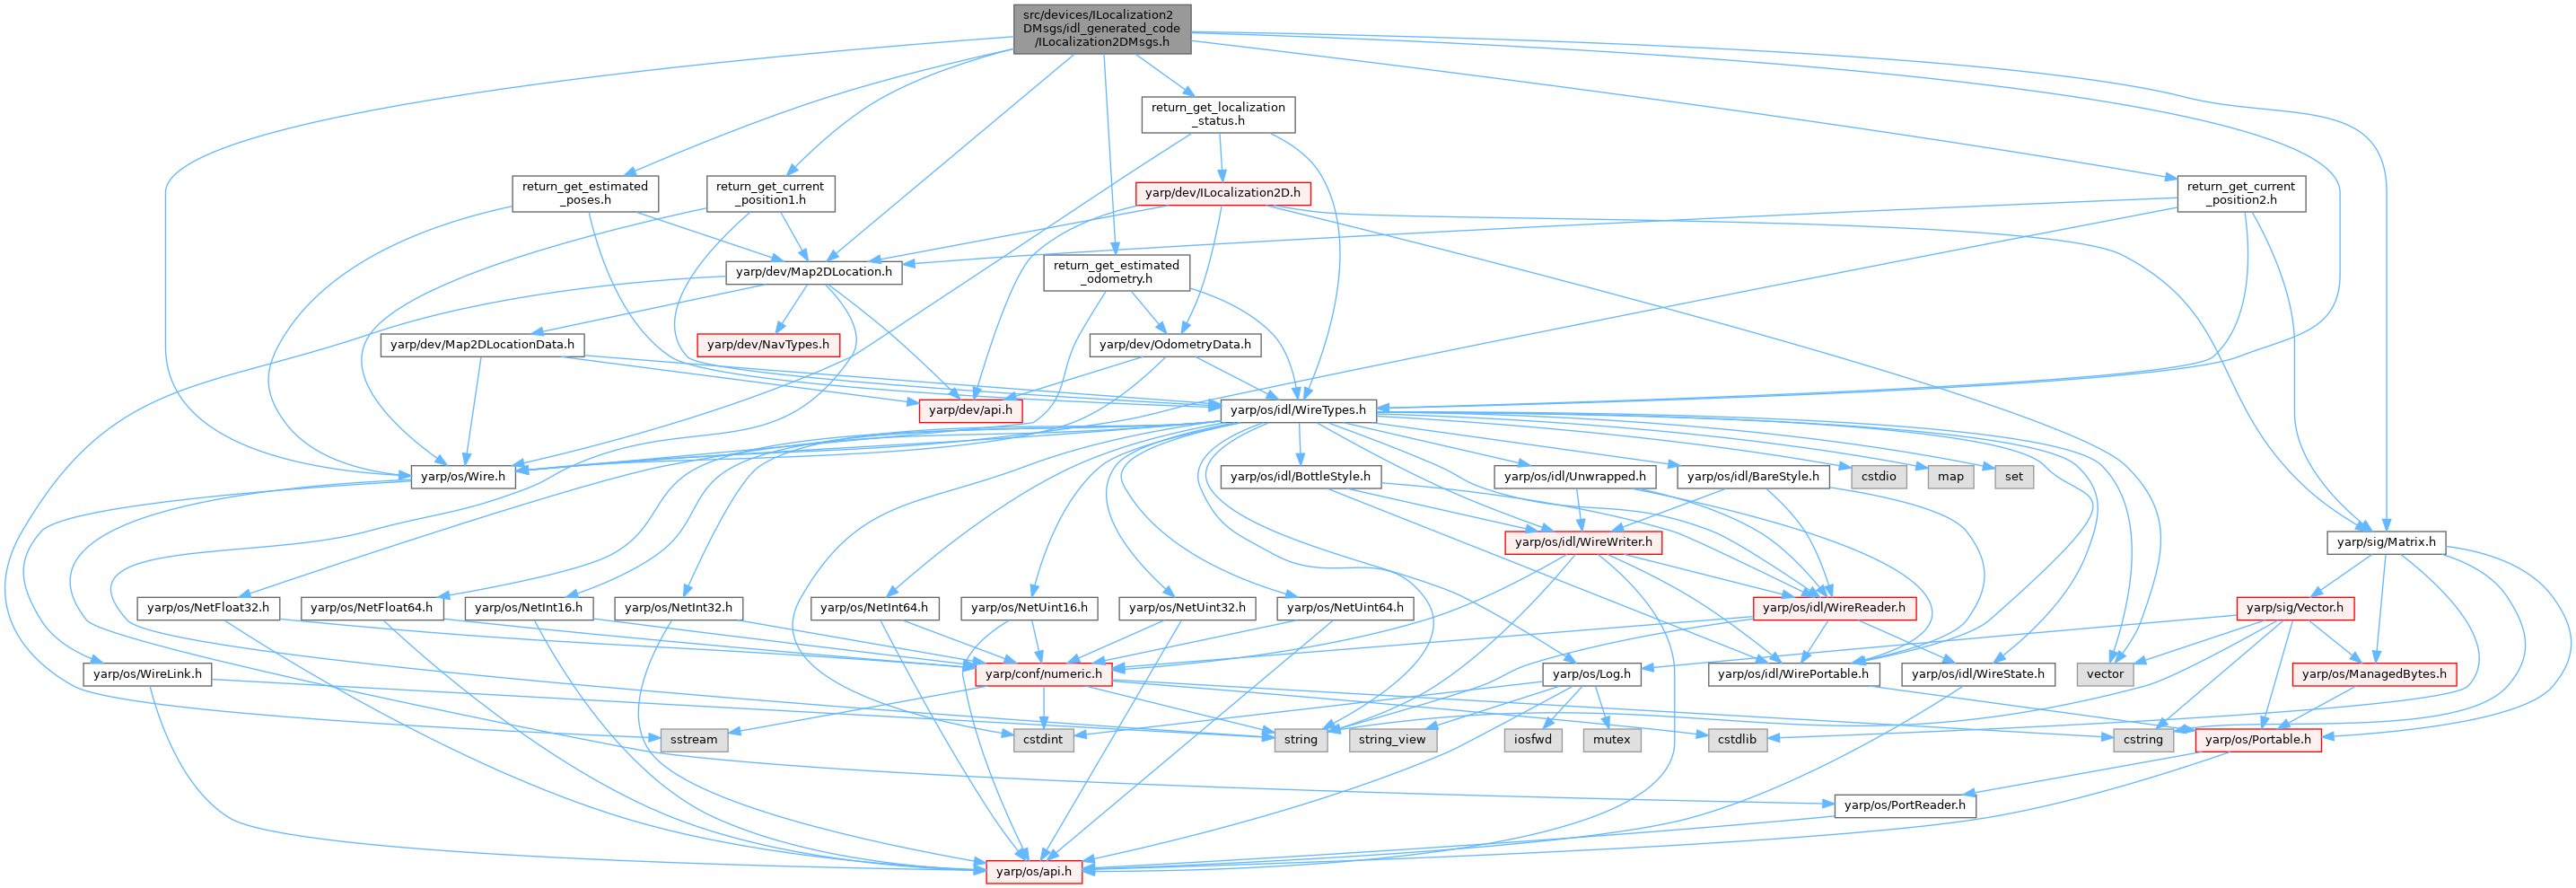 src/devices/ILocalization2
DMsgs/idl_generated_code
/ILocalization2DMsgs.h
return_get_localization
_status.h
return_get_estimated
_poses.h
return_get_current
_position1.h
yarp/dev/ILocalization2D.h
return_get_current
_position2.h
yarp/dev/Map2DLocation.h
return_get_estimated
_odometry.h
yarp/dev/Map2DLocationData.h
yarp/dev/NavTypes.h
yarp/dev/OdometryData.h
yarp/dev/api.h
yarp/os/idl/WireTypes.h
yarp/os/Wire.h
yarp/os/idl/BottleStyle.h
yarp/os/idl/Unwrapped.h
yarp/os/idl/BareStyle.h
cstdio
map
set
yarp/os/idl/WireWriter.h
yarp/sig/Matrix.h
yarp/os/NetFloat32.h
yarp/os/NetFloat64.h
yarp/os/NetInt16.h
yarp/os/NetInt32.h
yarp/os/NetInt64.h
yarp/os/NetUint16.h
yarp/os/NetUint32.h
yarp/os/NetUint64.h
yarp/os/idl/WireReader.h
yarp/sig/Vector.h
yarp/os/WireLink.h
yarp/conf/numeric.h
yarp/os/Log.h
yarp/os/idl/WirePortable.h
yarp/os/idl/WireState.h
vector
yarp/os/ManagedBytes.h
sstream
cstdint
string
string_view
iosfwd
mutex
cstdlib
cstring
yarp/os/Portable.h
yarp/os/PortReader.h
yarp/os/api.h